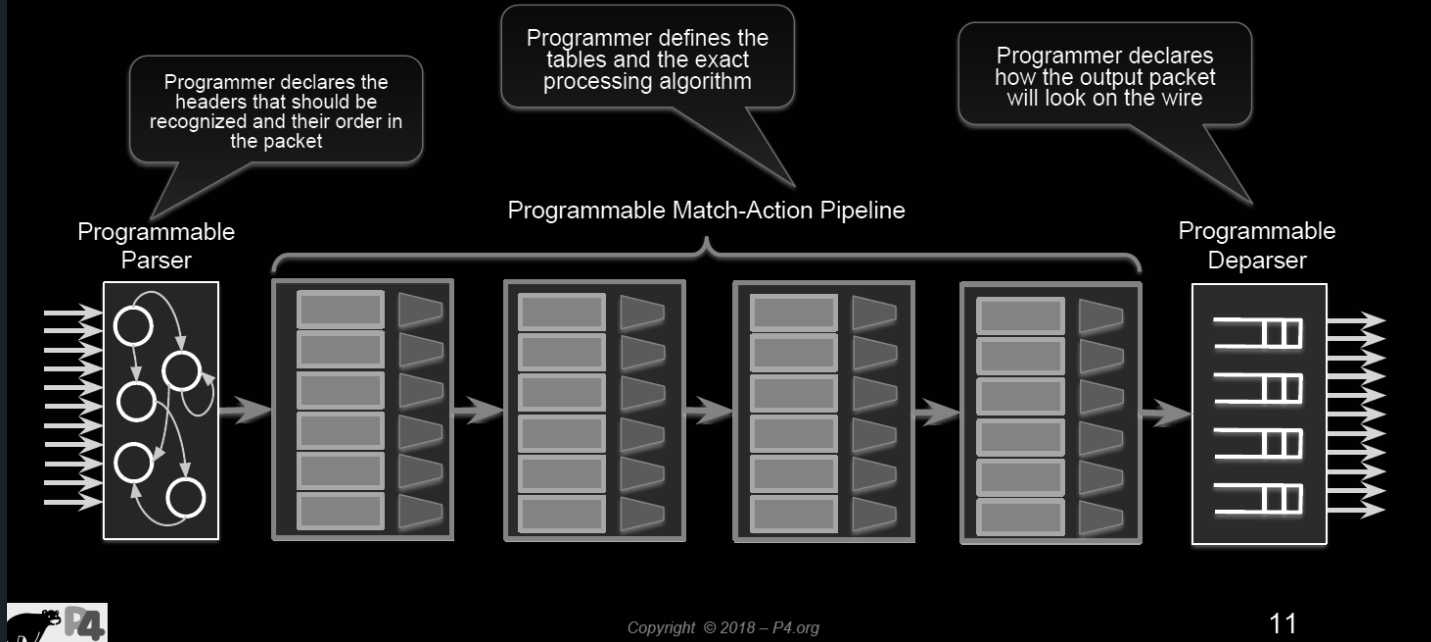 Programmer declares the
headers that should be
recognized and their order in
the packet
Programmer defines the
tables and the exact
processing algorithm
Programmer declares
how the output packet
will look on the wire
Programmable
Parser
Programmable Match-Action Pipeline
Programmable
Deparser
P4
Copyright © 2018 – P4.org
11